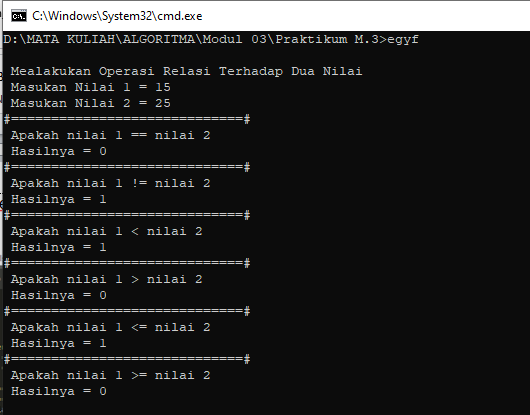 C:\Windows\System32\cmd.exe
D:\MATA KULIAH\ALGORITMA\Modul 03\Praktikum M.3>egyf
Mealakukan Operasi Relasi Terhadap Dua Nilai
Masukan Nilai 1 = 15
Masukan Nilai 2 = 25
#=============================#
Apakah nilai 1 == nilai 2
Hasilnya = 0
#=============================#
Apakah nilai 1 != nilai 2
Hasilnya = 1
#=============================#
Apakah nilai 1 < nilai 2
Hasilnya = 1
#=============================#
Apakah nilai 1 > nilai 2
Hasilnya = 0
#=============================#
Apakah nilai 1 <= nilai 2
Hasilnya = 1
#=============================#
Apakah nilai 1 >= nilai 2
Hasilnya = 0